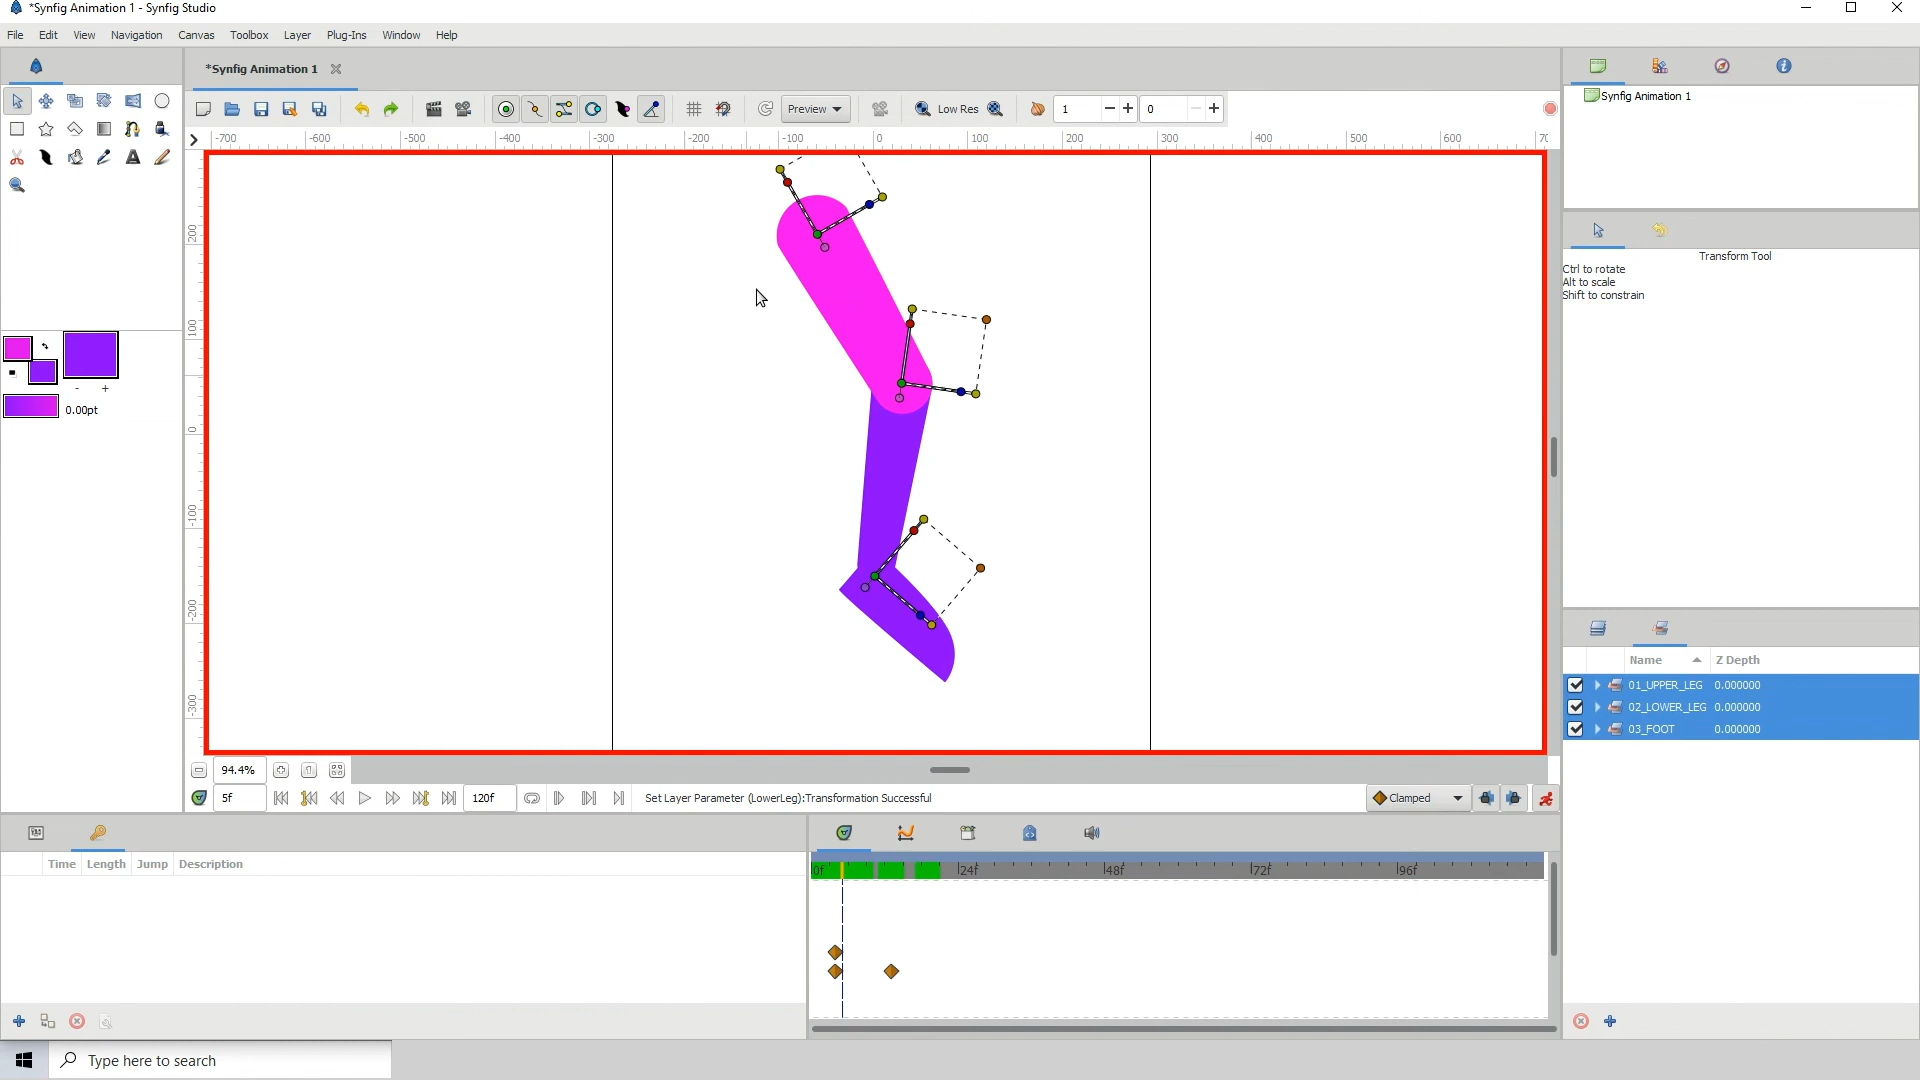 *Synfig Animation 1 - Synfig Studio
File Edit View Navigation Canvas Toolbox Layer Plug-Ins Window Help
*Synfig Animation 1
Preview Low Res 1 0
-700 -600 -500 -400 -300 -200 -100 0 100 200 300 400 500 600 70
200
100
0
-100
-200
-300
0.00pt
Synfig Animation 1
Transform Tool
Ctrl to rotate
Alt to scale
Shift to constrain
Name Z Depth
01_UPPER_LEG 0.000000
02_LOWER_LEG 0.000000
03_FOOT 0.000000
94.4%
5f 120f Set Layer Parameter (LowerLeg):Transformation Successful Clamped
Time Length Jump Description
0f 24f 48f 72f 96f
Type here to search